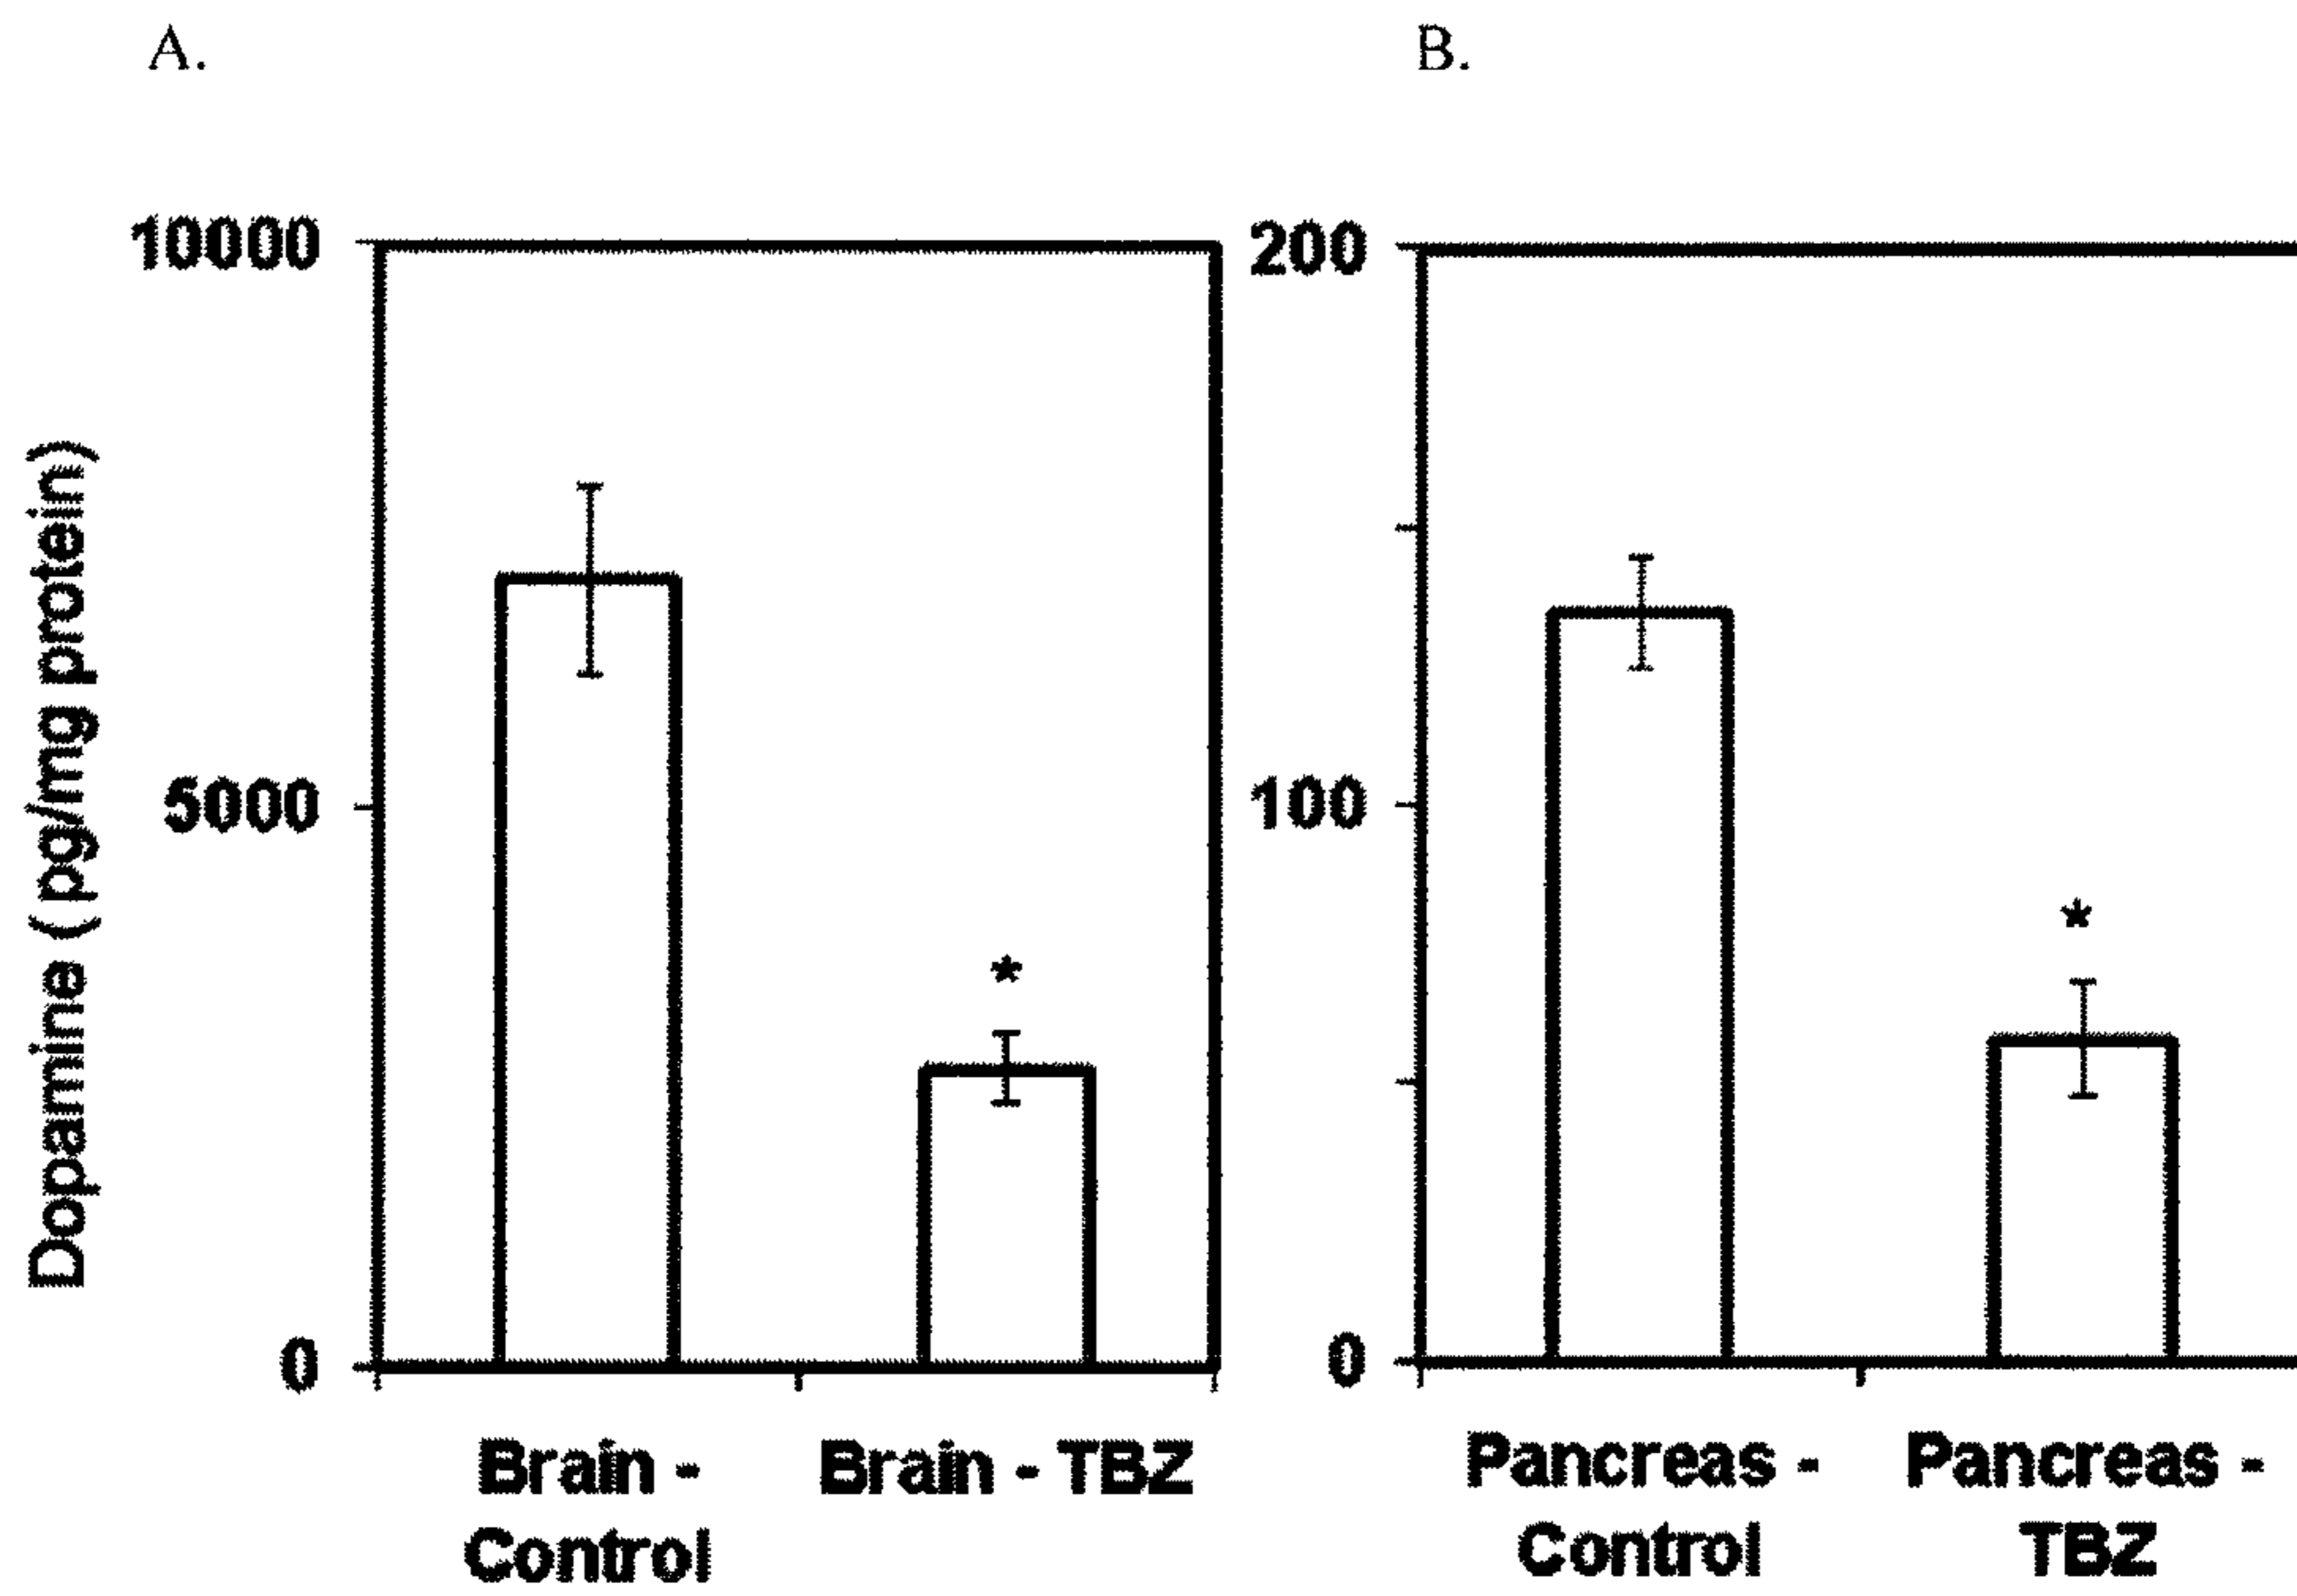 A.
B.
Dopamine ( pg/mg protein)
10000
5000
0
Brain -
Control
Brain - TBZ
*
200
100
0
Pancreas -
Control
Pancreas -
TBZ
*